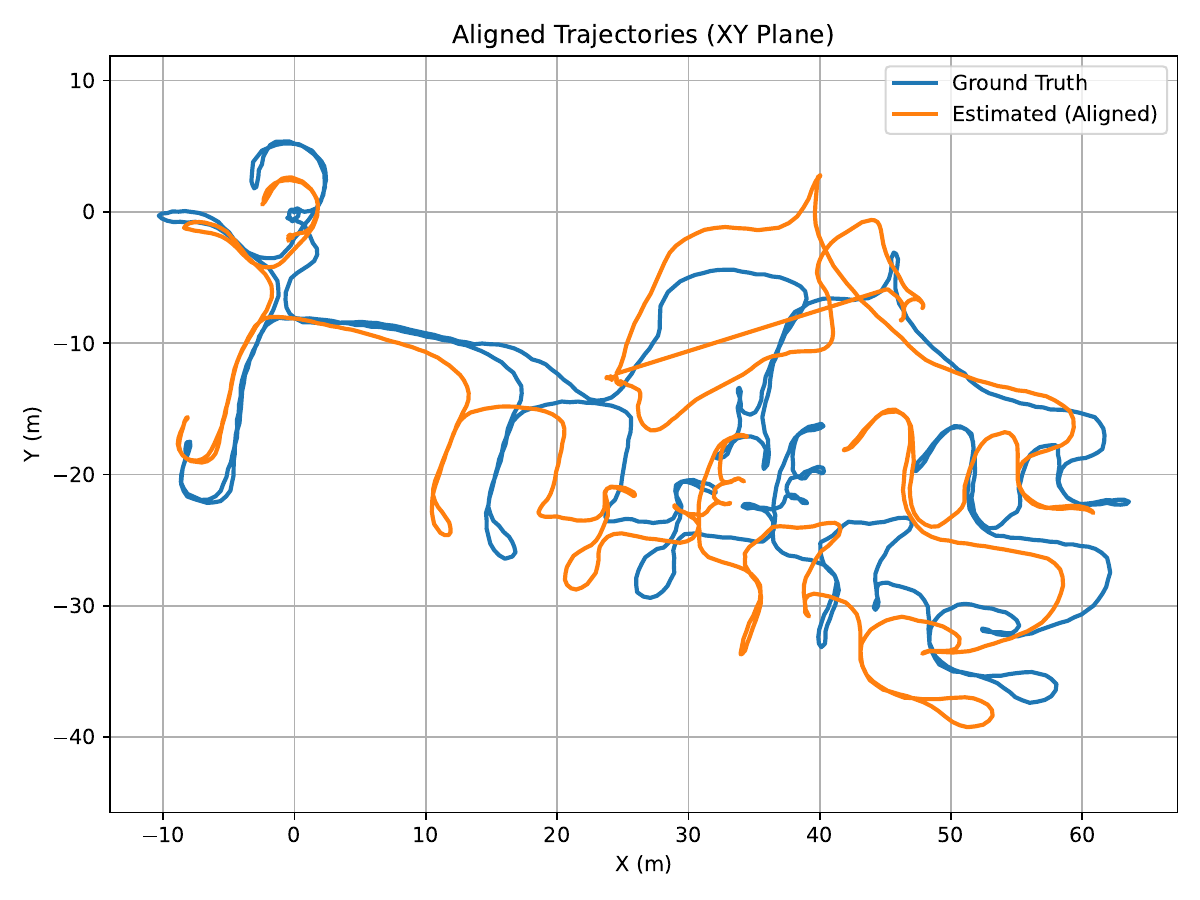 Aligned Trajectories (XY Plane)
Ground Truth
Estimated (Aligned)
10
0
−10
−20
−30
−40
Y (m)
−10 0 10 20 30 40 50 60
X (m)